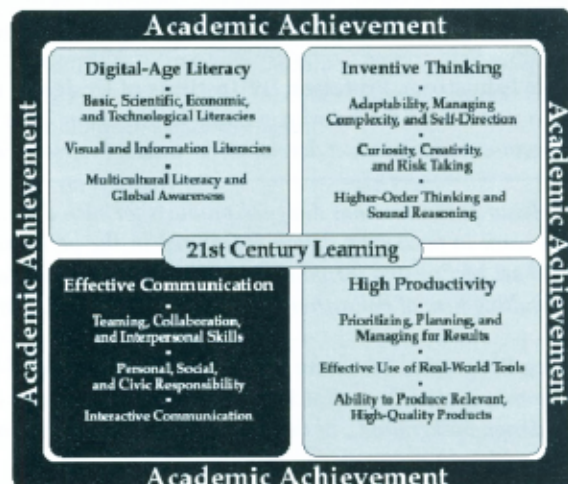 Academic Achievement
Academic Achievement
Digital-Age Literacy
•
Basic, Scientific, Economic,
and Technological Literacies
•
Visual and Information Literacies
•
Multicultural Literacy and
Global Awareness
Inventive Thinking
•
Adaptability, Managing
Complexity, and Self-Direction
•
Curiosity, Creativity,
and Risk Taking
•
Higher-Order Thinking and
Sound Reasoning
21st Century Learning
Effective Communication
•
Teaming, Collaboration,
and Interpersonal Skills
•
Personal, Social,
and Civic Responsibility
•
Interactive Communication
High Productivity
•
Prioritizing, Planning, and
Managing for Results
•
Effective Use of Real-World Tools
•
Ability to Produce Relevant,
High-Quality Products
Academic Achievement
Academic Achievement